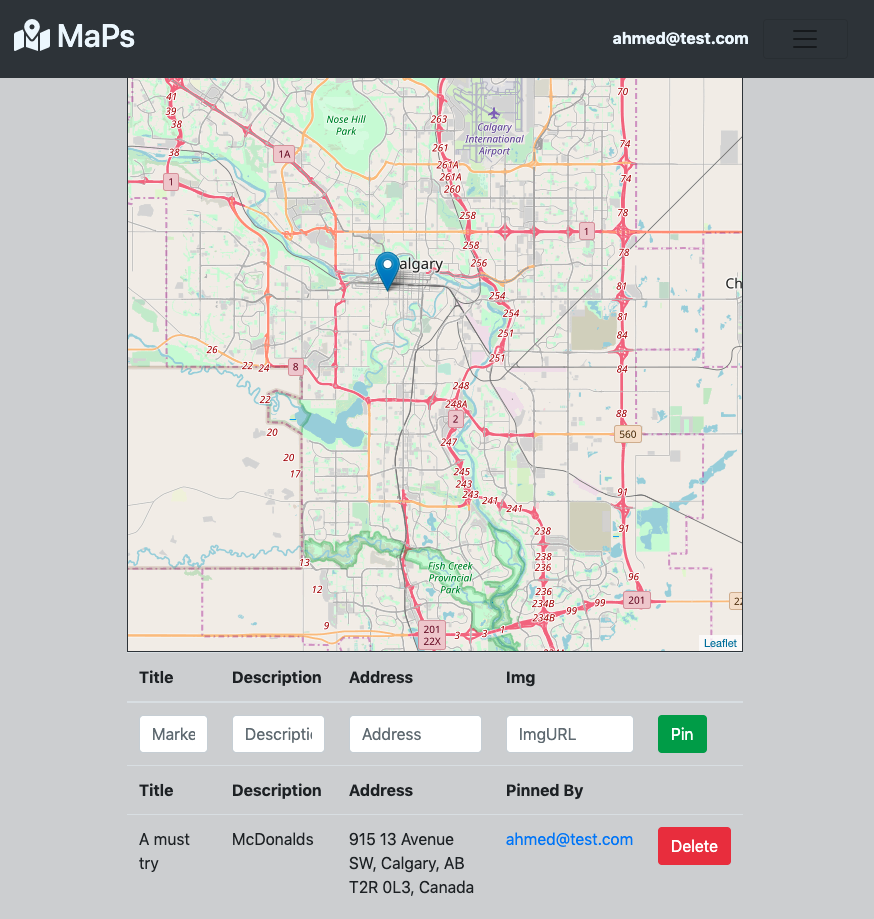 MaPs
ahmed@test.com
41
39
38
38
Nose Hill
Park
263
261
261A
261A
260
Calgary
International
Airport
70
74
74
1A
1
258
258
256
1
78
78
algary
254
254
251
251
81
81
84
84
Ch
26
22
24
8
22
20
20
17
248
248A
2
247
245
243
243
241
241
88
560
91
91
238
238
236
236
234B
234B
99
99
96
201
22
13
12
9
Fish Creek
Provincial
Park
201
22X
3
3
1
Leaflet
Title Description Address Img
Marke Descripti Address ImgURL Pin
Title Description Address Pinned By
A must try McDonalds 915 13 Avenue SW, Calgary, AB T2R 0L3, Canada ahmed@test.com Delete